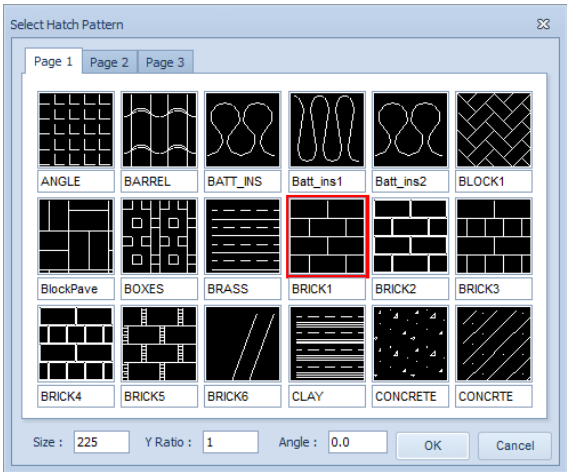 Select Hatch Pattern
Page 1 Page 2 Page 3
ANGLE BARREL BATT_INS Batt_ins1 Batt_ins2 BLOCK1
BlockPave BOXES BRASS BRICK1 BRICK2 BRICK3
BRICK4 BRICK5 BRICK6 CLAY CONCRETE CONCRTE
Size : 225 Y Ratio : 1 Angle : 0.0 OK Cancel